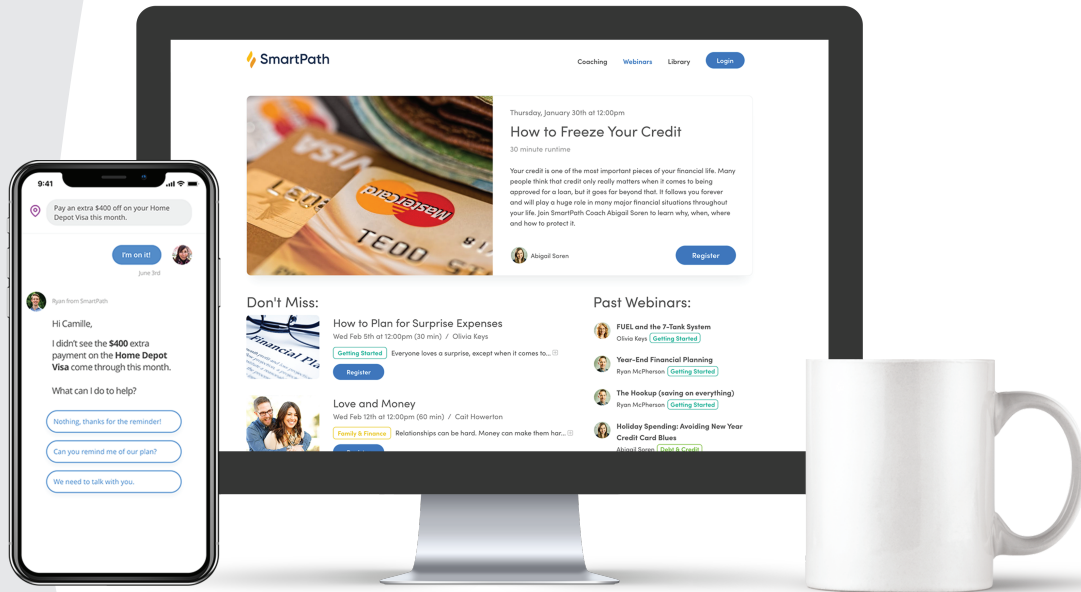 SmartPath
Coaching Webinars Library Login
VISA
MasterCard
TEDD
Thursday, January 30th at 12:00pm
How to Freeze Your Credit
30 minute runtime
Your credit is one of the most important pieces of your financial life. Many
people think that credit only really matters when it comes to being
approved for a loan, but it goes far beyond that. It follows you forever
and will play a huge role in many major financial situations throughout
your life. Join SmartPath Coach Abigail Soren to learn why, when, where
and how to protect it.
Abigail Soren
Register
Don't Miss:
Financial Pla
How to Plan for Surprise Expenses
Wed Feb 5th at 12:00pm (30 min) / Olivia Keys
Getting Started Everyone loves a surprise, except when it comes to...
Register
Love and Money
Wed Feb 12th at 12:00pm (60 min) / Cait Howerton
Family & Finance Relationships can be hard. Money can make them har...
Past Webinars:
FUEL and the 7-Tank System
Olivia Keys Getting Started
Year-End Financial Planning
Ryan McPherson Getting Started
The Hookup (saving on everything)
Ryan McPherson Getting Started
Holiday Spending: Avoiding New Year
Credit Card Blues
Abigail Soren Debt & Credit
9:41
Pay an extra $400 off on your Home
Depot Visa this month.
I'm on it!
June 3rd
Ryan from SmartPath
Hi Camille,
I didn't see the $400 extra
payment on the Home Depot
Visa come through this month.
What can I do to help?
Nothing, thanks for the reminder!
Can you remind me of our plan?
We need to talk with you.